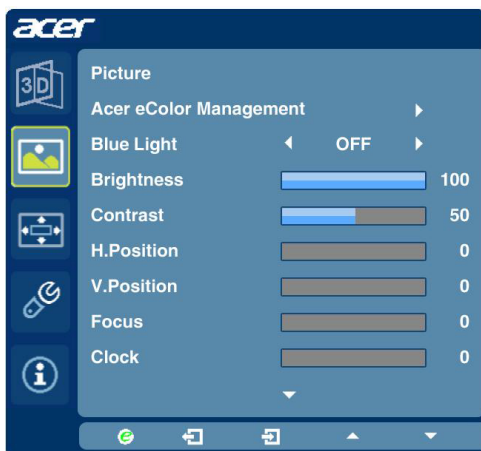 acer
3D
Picture
Acer eColor Management
Blue Light OFF
Brightness 100
Contrast 50
H.Position 0
V.Position 0
Focus 0
Clock 0
e